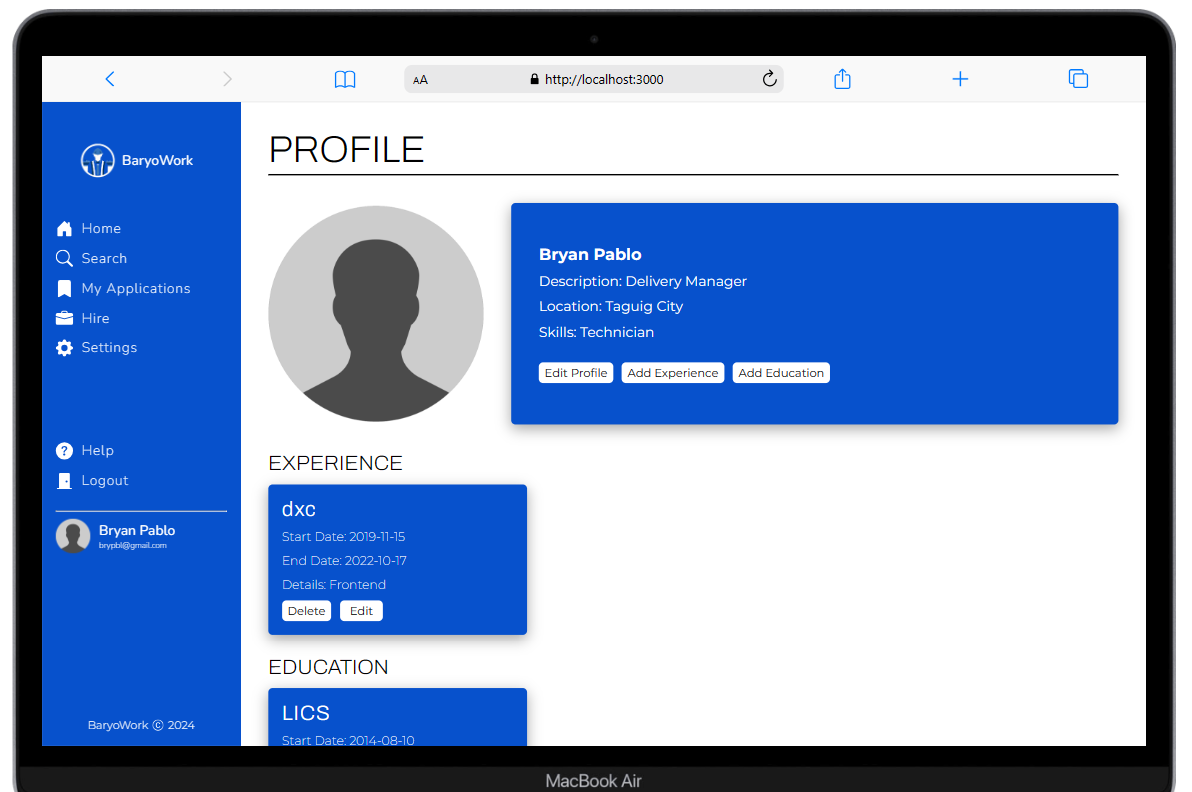 AA
http://localhost:3000
BaryoWork
Home
Search
My Applications
Hire
Settings
Help
Logout
Bryan Pablo
brypbl@gmail.com
BaryoWork © 2024
PROFILE
Bryan Pablo
Description: Delivery Manager
Location: Taguig City
Skills: Technician
Edit Profile Add Experience Add Education
EXPERIENCE
dxc
Start Date: 2019-11-15
End Date: 2022-10-17
Details: Frontend
Delete Edit
EDUCATION
LICS
Start Date: 2014-08-10
MacBook Air